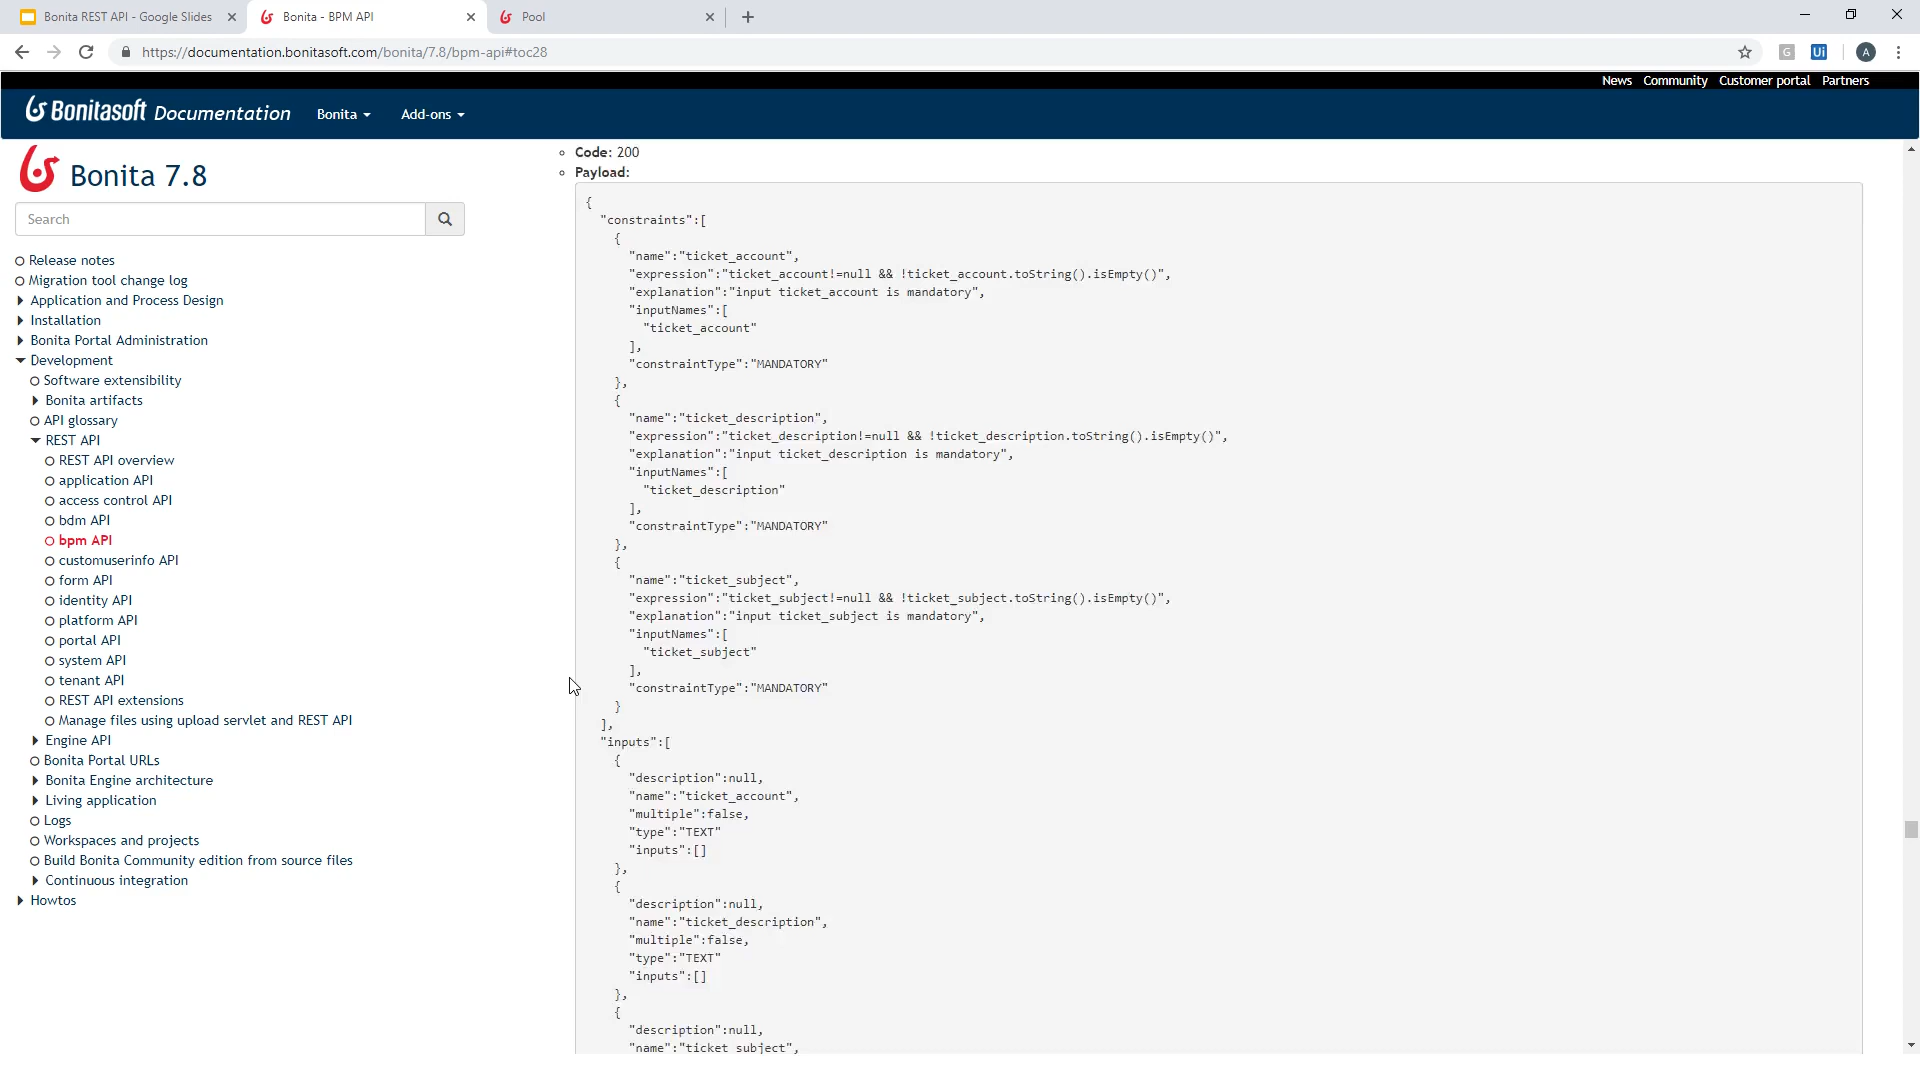 Bonita REST API - Google Slides
Bonita - BPM API
Pool
https://documentation.bonitasoft.com/bonita/7.8/bpm-api#toc28
G
Ui
A
News
Community
Customer portal
Partners
Bonitasoft Documentation
Bonita
Add-ons
Bonita 7.8
Search
Release notes
Migration tool change log
Application and Process Design
Installation
Bonita Portal Administration
Development
Software extensibility
Bonita artifacts
API glossary
REST API
REST API overview
application API
access control API
bdm API
bpm API
customuserinfo API
form API
identity API
platform API
portal API
system API
tenant API
REST API extensions
Manage files using upload servlet and REST API
Engine API
Bonita Portal URLs
Bonita Engine architecture
Living application
Logs
Workspaces and projects
Build Bonita Community edition from source files
Continuous integration
Howtos
Code: 200
Payload:
{
"constraints":[
{
"name":"ticket_account",
"expression":"ticket_account!=null && !ticket_account.toString().isEmpty()",
"explanation":"input ticket_account is mandatory",
"inputNames":[
"ticket_account"
],
"constraintType":"MANDATORY"
},
{
"name":"ticket_description",
"expression":"ticket_description!=null && !ticket_description.toString().isEmpty()",
"explanation":"input ticket_description is mandatory",
"inputNames":[
"ticket_description"
],
"constraintType":"MANDATORY"
},
{
"name":"ticket_subject",
"expression":"ticket_subject!=null && !ticket_subject.toString().isEmpty()",
"explanation":"input ticket_subject is mandatory",
"inputNames":[
"ticket_subject"
],
"constraintType":"MANDATORY"
}
],
"inputs":[
{
"description":null,
"name":"ticket_account",
"multiple":false,
"type":"TEXT"
"inputs":[]
},
{
"description":null,
"name":"ticket_description",
"multiple":false,
"type":"TEXT"
"inputs":[]
},
{
"description":null,
"name":"ticket_subject",